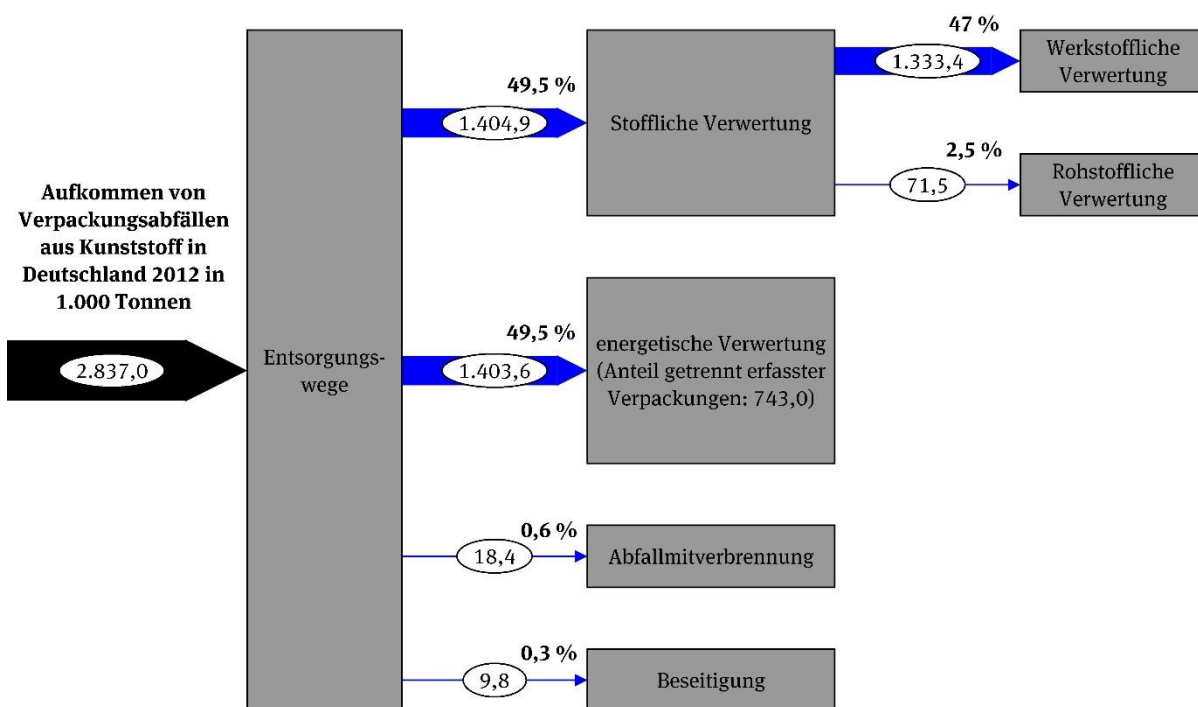 Aufkommen von
Verpackungsabfällen
aus Kunststoff in
Deutschland 2012 in
1.000 Tonnen
2.837,0
Entsorgungs-
wege
49,5 %
1.404,9
Stoffliche Verwertung
47 %
1.333,4
Werkstoffliche
Verwertung
2,5 %
71,5
Rohstoffliche
Verwertung
49,5 %
1.403,6
energetische Verwertung
(Anteil getrennt erfasster
Verpackungen: 743,0)
0,6 %
18,4
Abfallmitverbrennung
0,3 %
9,8
Beseitigung